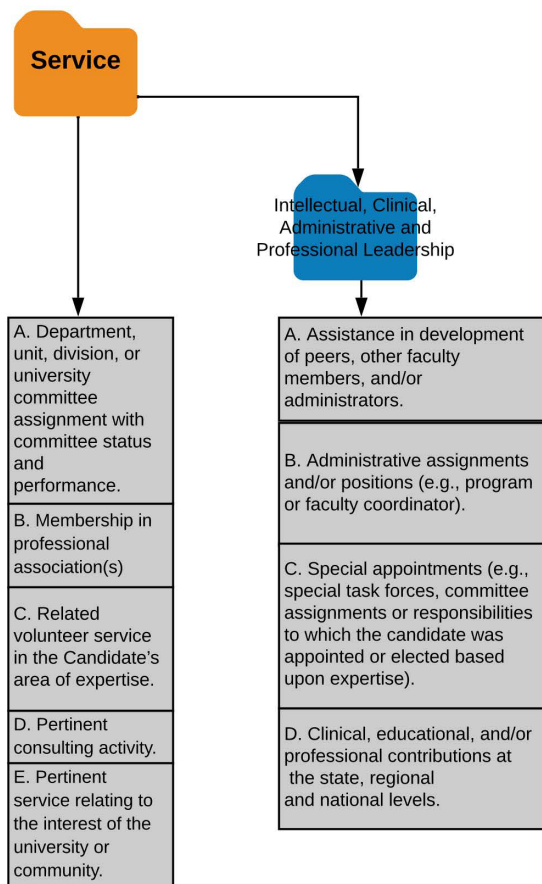 Service
Intellectual, Clinical,
Administrative and
Professional Leadership
A. Department,
unit, division, or
university
committee
assignment with
committee status
and
performance.
B. Membership in
professional
association(s)
C. Related
volunteer service
in the Candidate's
area of expertise.
D. Pertinent
consulting activity.
E. Pertinent
service relating to
the interest of the
university or
community.
A. Assistance in development
of peers, other faculty
members, and/or
administrators.
B. Administrative assignments
and/or positions (e.g., program
or faculty coordinator).
C. Special appointments (e.g.,
special task forces, committee
assignments or responsibilities
to which the candidate was
appointed or elected based
upon expertise).
D. Clinical, educational, and/or
professional contributions at
the state, regional
and national levels.